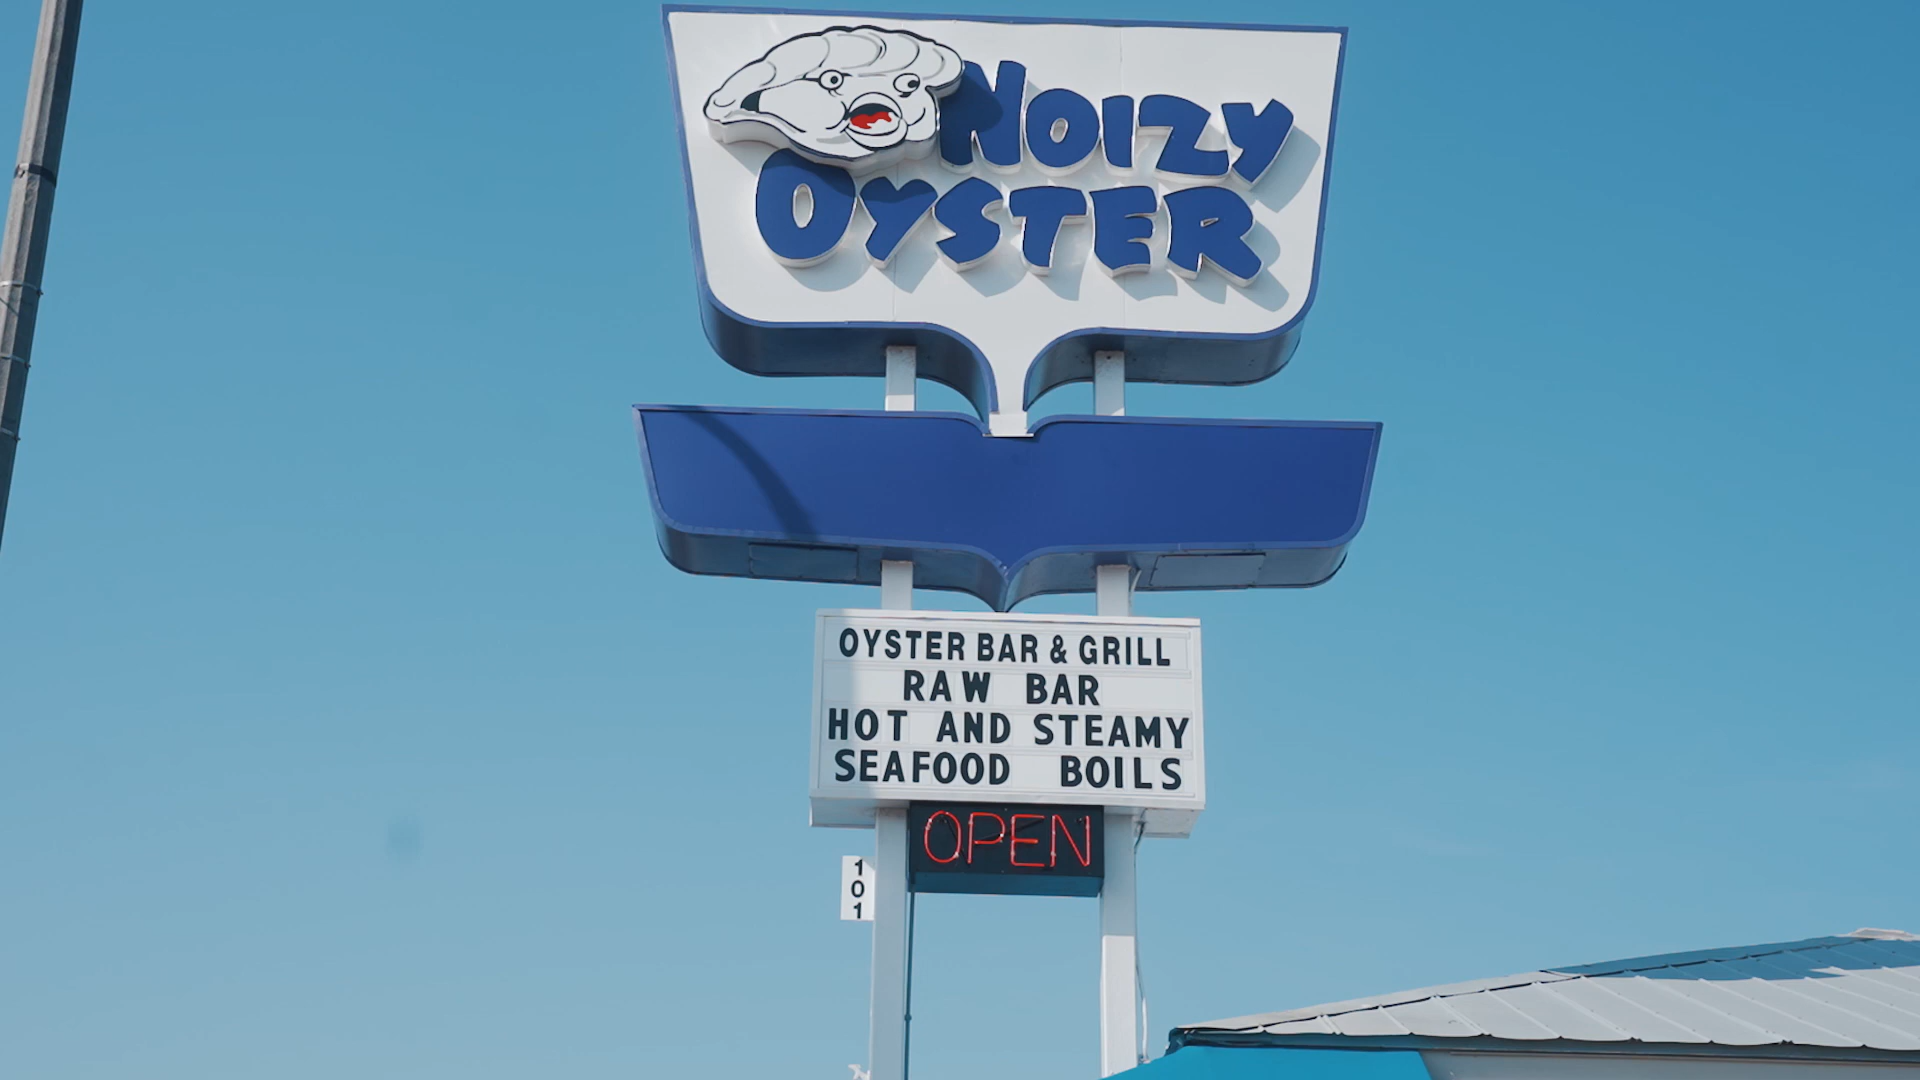 NOIZY
OYSTER
OYSTER BAR & GRILL
RAW BAR
HOT AND STEAMY
SEAFOOD BOILS
OPEN
101